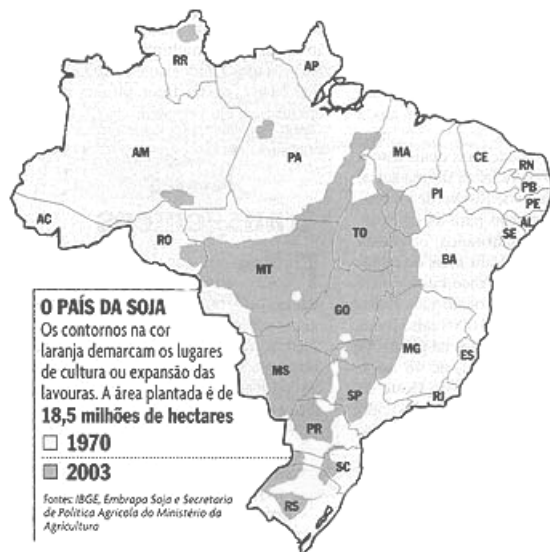 RR
AP
AM
PA
MA
CE
RN
PB
PE
AL
SE
PI
AC
RO
TO
BA
MT
GO
MG
ES
MS
SP
RJ
PR
SC
RS
O PAÍS DA SOJA
Os contornos na cor
laranja demarcam os lugares
de cultura ou expansão das
lavouras. A área plantada é de
18,5 milhões de hectares
1970
2003
Fontes: IBGE, Embrapa Soja e Secretaria
de Política Agrícola do Ministério da
Agricultura